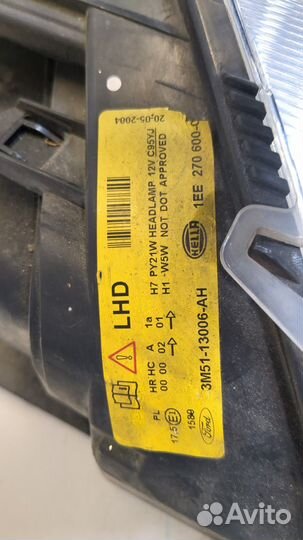 20,05-2004
H7 PY21W HEADLAMP 12V C95YJ
H1 -W5W NOT DOT APPROVED
HELLA
1EE 270 600-
LHD
HR HC A 1a
00 00 02 01
3M51-13006-AH
PL
17.5 E1
1580
Ford
Avito